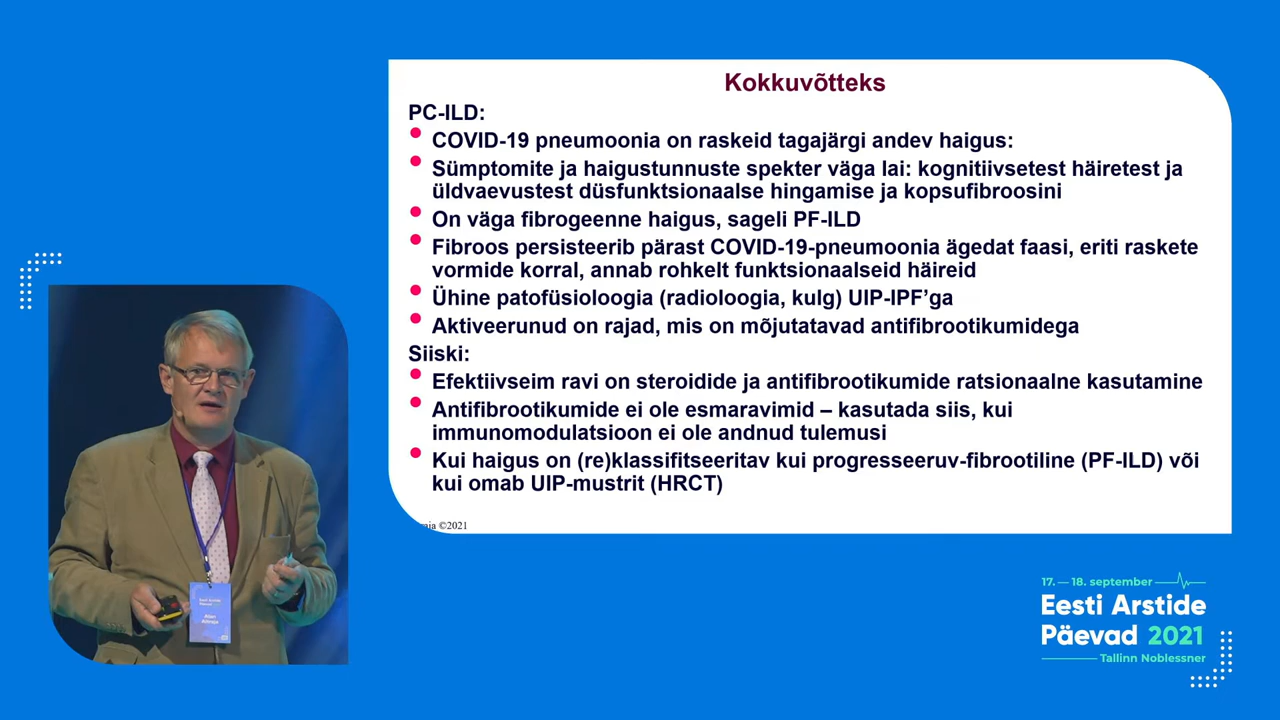 Kokkuvõtteks
PC-ILD:
COVID-19 pneumoonia on raskeid tagajärgi andev haigus:
Sümptomite ja haigustunnuste spekter väga lai: kognitiivsetest häiretest ja
üldvaevustest düsfunktsionaalse hingamise ja kopsufibroosini
On väga fibrogeenne haigus, sageli PF-ILD
Fibroos persisteerib pärast COVID-19-pneumoonia ägedat faasi, eriti raskete
vormide korral, annab rohkelt funktsionaalseid häireid
Ühine patofüsioloogia (radioloogia, kulg) UIP-IPF’ga
Aktiveerunud on rajad, mis on mõjutatavad antifibrootikumidega
Siiski:
Efektiivseim ravi on steroidide ja antifibrootikumide ratsionaalne kasutamine
Antifibrootikumide ei ole esmaravimid – kasutada siis, kui
immunomodulatsioon ei ole andnud tulemusi
Kui haigus on (re)klassifitseeritav kui progresseeruv-fibrootiline (PF-ILD) või
kui omab UIP-mustrit (HRCT)
©2021
17. — 18. september
Eesti Arstide
Päevad 2021
Tallinn Noblessner